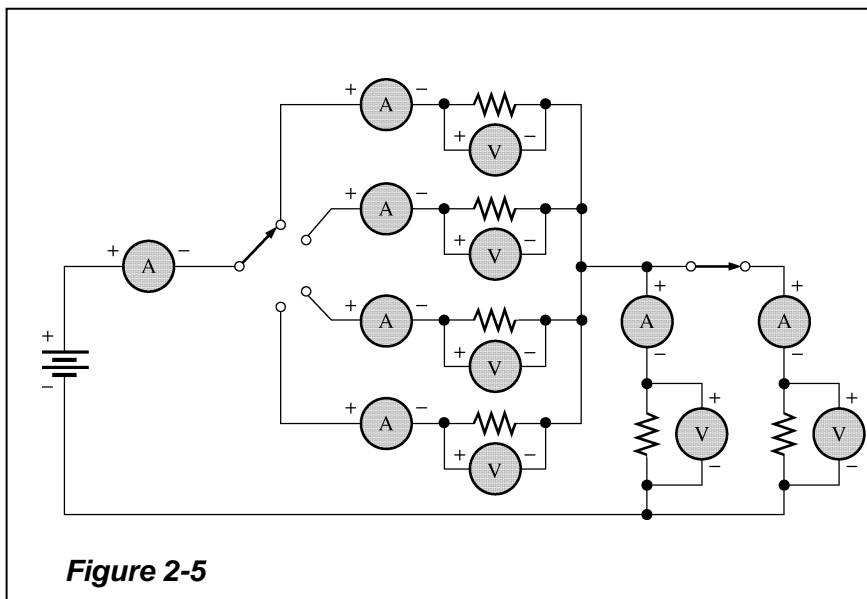 + A −
+ V −
+ A −
+ V −
+ A −
+ A −
+ V −
+ A −
+ V −
+ A −
+ A −
+ V −
+ V −
+ −
Figure 2-5